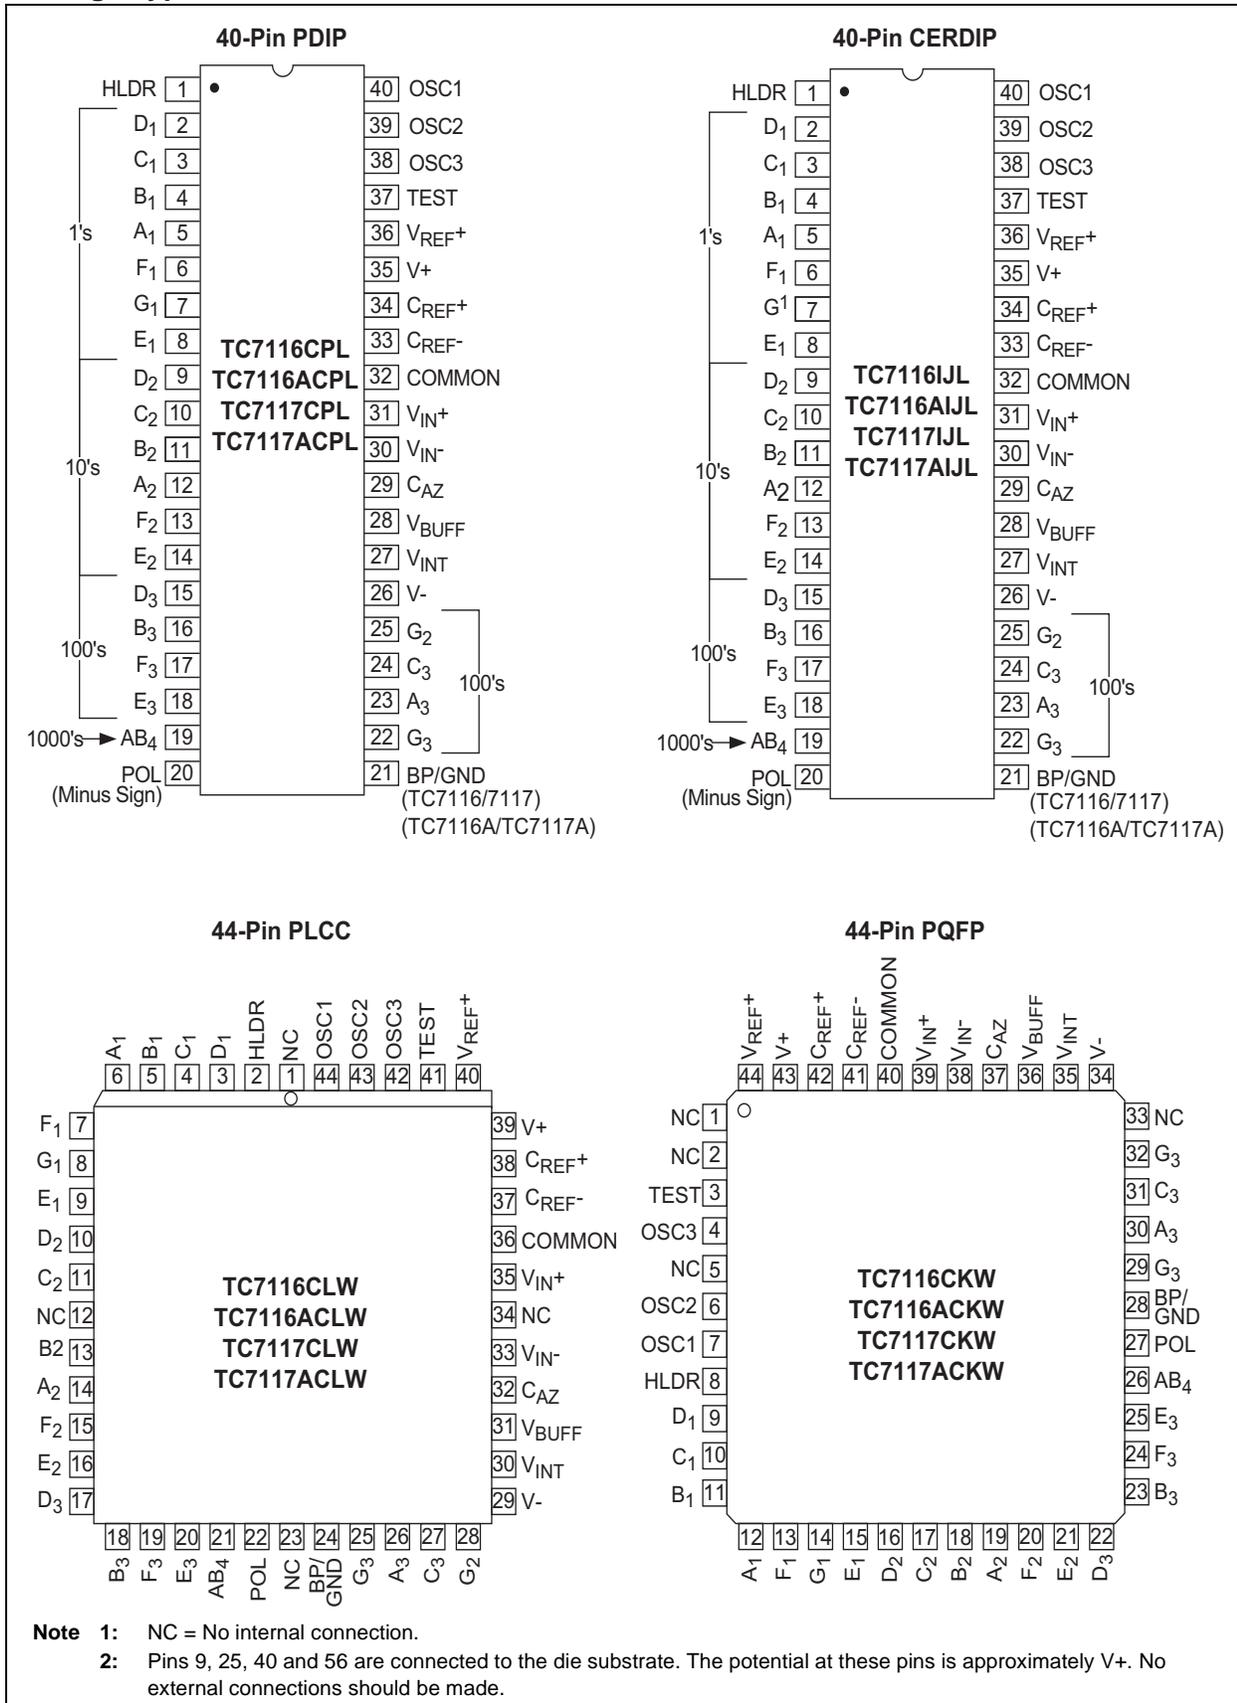 40-Pin PDIP
HLDR 1
D1 2
C1 3
B1 4
A1 5
F1 6
G1 7
E1 8
D2 9
C2 10
B2 11
A2 12
F2 13
E2 14
D3 15
B3 16
F3 17
E3 18
AB4 19
POL 20
(Minus Sign)
1's
10's
100's
1000's
TC7116CPL
TC7116ACPL
TC7117CPL
TC7117ACPL
40 OSC1
39 OSC2
38 OSC3
37 TEST
36 VREF+
35 V+
34 CREF+
33 CREF-
32 COMMON
31 VIN+
30 VIN-
29 CAZ
28 VBUFF
27 VINT
26 V-
25 G2
24 C3
23 A3
22 G3
21 BP/GND
(TC7116/7117)
(TC7116A/TC7117A)
100's
40-Pin CERDIP
HLDR 1
D1 2
C1 3
B1 4
A1 5
F1 6
G1 7
E1 8
D2 9
C2 10
B2 11
A2 12
F2 13
E2 14
D3 15
B3 16
F3 17
E3 18
AB4 19
POL 20
(Minus Sign)
1's
10's
100's
1000's
TC7116IJL
TC7116AIJL
TC7117IJL
TC7117AIJL
40 OSC1
39 OSC2
38 OSC3
37 TEST
36 VREF+
35 V+
34 CREF+
33 CREF-
32 COMMON
31 VIN+
30 VIN-
29 CAZ
28 VBUFF
27 VINT
26 V-
25 G2
24 C3
23 A3
22 G3
21 BP/GND
(TC7116/7117)
(TC7116A/TC7117A)
100's
44-Pin PLCC
A1 B1 C1 D1 HLDR NC OSC1 OSC2 OSC3 TEST VREF+
6 5 4 3 2 1 44 43 42 41 40
F1 7
G1 8
E1 9
D2 10
C2 11
NC 12
B2 13
A2 14
F2 15
E2 16
D3 17
TC7116CLW
TC7116ACLW
TC7117CLW
TC7117ACLW
39 V+
38 CREF+
37 CREF-
36 COMMON
35 VIN+
34 NC
33 VIN-
32 CAZ
31 VBUFF
30 VINT
29 V-
18 19 20 21 22 23 24 25 26 27 28
B3 F3 E3 AB4 POL NC BP/GND G3 A3 C3 G2
44-Pin PQFP
VREF+ V+ CREF+ CREF- COMMON VIN+ VIN- CAZ VBUFF VINT V-
44 43 42 41 40 39 38 37 36 35 34
NC 1
NC 2
TEST 3
OSC3 4
NC 5
OSC2 6
OSC1 7
HLDR 8
D1 9
C1 10
B1 11
TC7116CKW
TC7116ACKW
TC7117CKW
TC7117ACKW
33 NC
32 G3
31 C3
30 A3
29 G3
28 BP/
GND
27 POL
26 AB4
25 E3
24 F3
23 B3
12 13 14 15 16 17 18 19 20 21 22
A1 F1 G1 E1 D2 C2 B2 A2 F2 E2 D3
Note 1: NC = No internal connection.
2: Pins 9, 25, 40 and 56 are connected to the die substrate. The potential at these pins is approximately V+. No
external connections should be made.